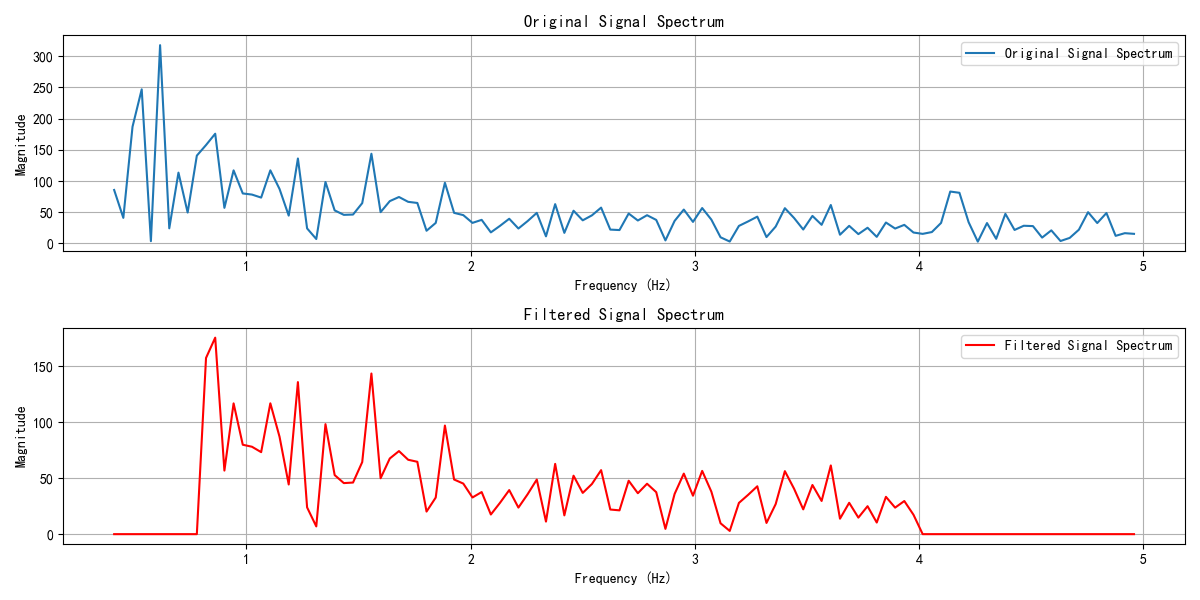 Original Signal Spectrum
Original Signal Spectrum
300
250
200
150
100
50
0
Magnitude
1 2 3 4 5
Frequency (Hz)
Filtered Signal Spectrum
Filtered Signal Spectrum
150
100
50
0
Magnitude
1 2 3 4 5
Frequency (Hz)